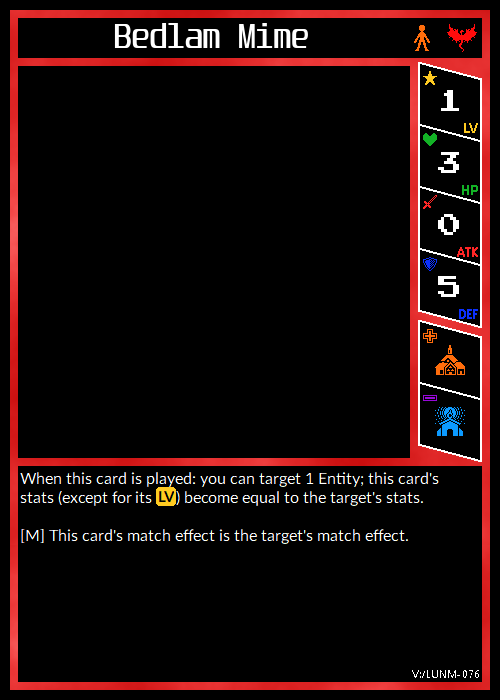 Bedlam Mime
1
LV
3
HP
0
ATK
5
DEF
When this card is played: you can target 1 Entity; this card's
stats (except for its LV) become equal to the target's stats.
[M] This card's match effect is the target's match effect.
V:/LUNM-076